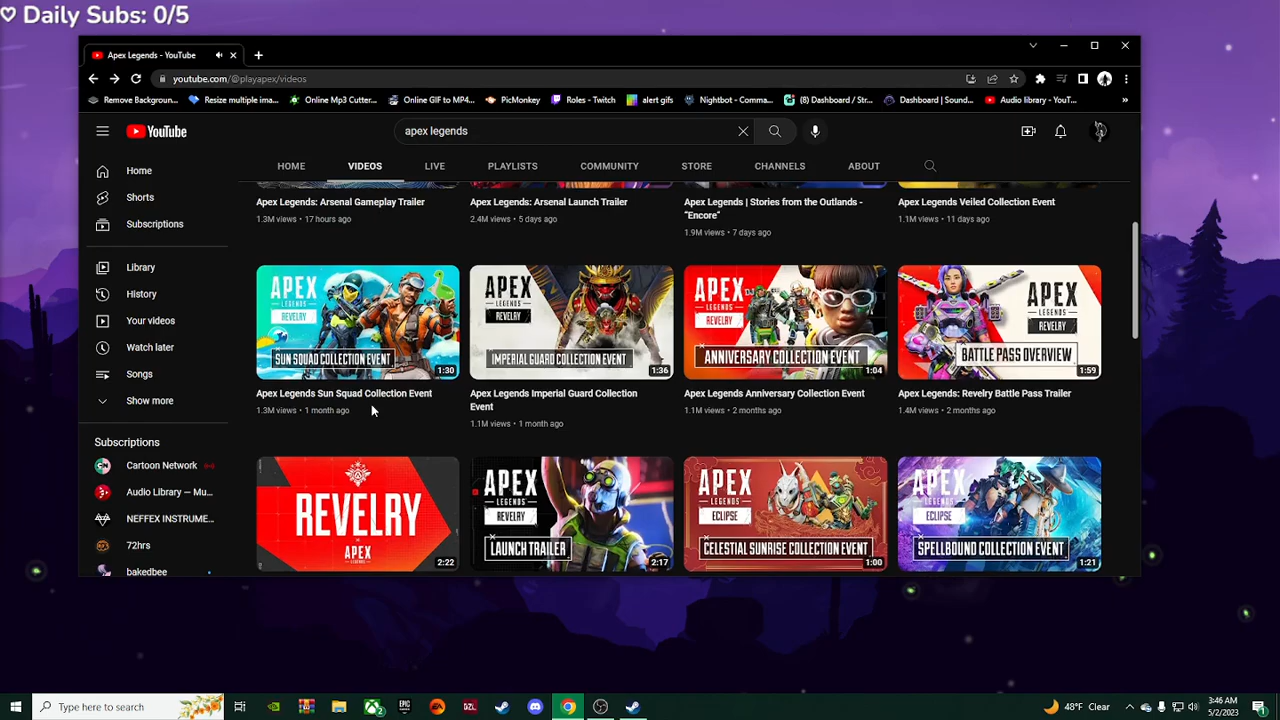 ♡ Daily Subs: 0/5
Apex Legends - YouTube
youtube.com/@playapex/videos
Remove Backgroun...
Resize multiple ima...
Online Mp3 Cutter...
Online GIF to MP4...
PicMonkey
Roles - Twitch
alert gifs
Nightbot - Comma...
(8) Dashboard / Str...
Dashboard | Sound...
Audio library - YouT...
»
YouTube
apex legends
HOME
VIDEOS
LIVE
PLAYLISTS
COMMUNITY
STORE
CHANNELS
ABOUT
Home
Shorts
Subscriptions
Library
History
Your videos
Watch later
Songs
Show more
Subscriptions
Cartoon Network
Audio Library — Mu...
NEFFEX INSTRUME...
72hrs
bakedbee
Apex Legends: Arsenal Gameplay Trailer
1.3M views • 17 hours ago
Apex Legends: Arsenal Launch Trailer
2.4M views • 5 days ago
Apex Legends | Stories from the Outlands -
"Encore"
1.9M views • 7 days ago
Apex Legends Veiled Collection Event
1.1M views • 11 days ago
APEX
LEGENDS
REVELRY
SUN SQUAD COLLECTION EVENT
1:30
Apex Legends Sun Squad Collection Event
1.3M views • 1 month ago
APEX
LEGENDS
REVELRY
IMPERIAL GUARD COLLECTION EVENT
1:36
Apex Legends Imperial Guard Collection
Event
1.1M views • 1 month ago
APEX
LEGENDS
REVELRY
ANNIVERSARY COLLECTION EVENT
1:04
Apex Legends Anniversary Collection Event
1.1M views • 2 months ago
APEX
LEGENDS
REVELRY
BATTLE PASS OVERVIEW
1:59
Apex Legends: Revelry Battle Pass Trailer
1.4M views • 2 months ago
REVELRY
APEX
LEGENDS
2:22
APEX
LEGENDS
REVELRY
LAUNCH TRAILER
2:17
APEX
LEGENDS
ECLIPSE
CELESTIAL SUNRISE COLLECTION EVENT
1:00
APEX
LEGENDS
ECLIPSE
SPELLBOUND COLLECTION EVENT
1:21
Type here to search
EPIC
EA
DZL
48°F Clear
3:46 AM
5/2/2023
1